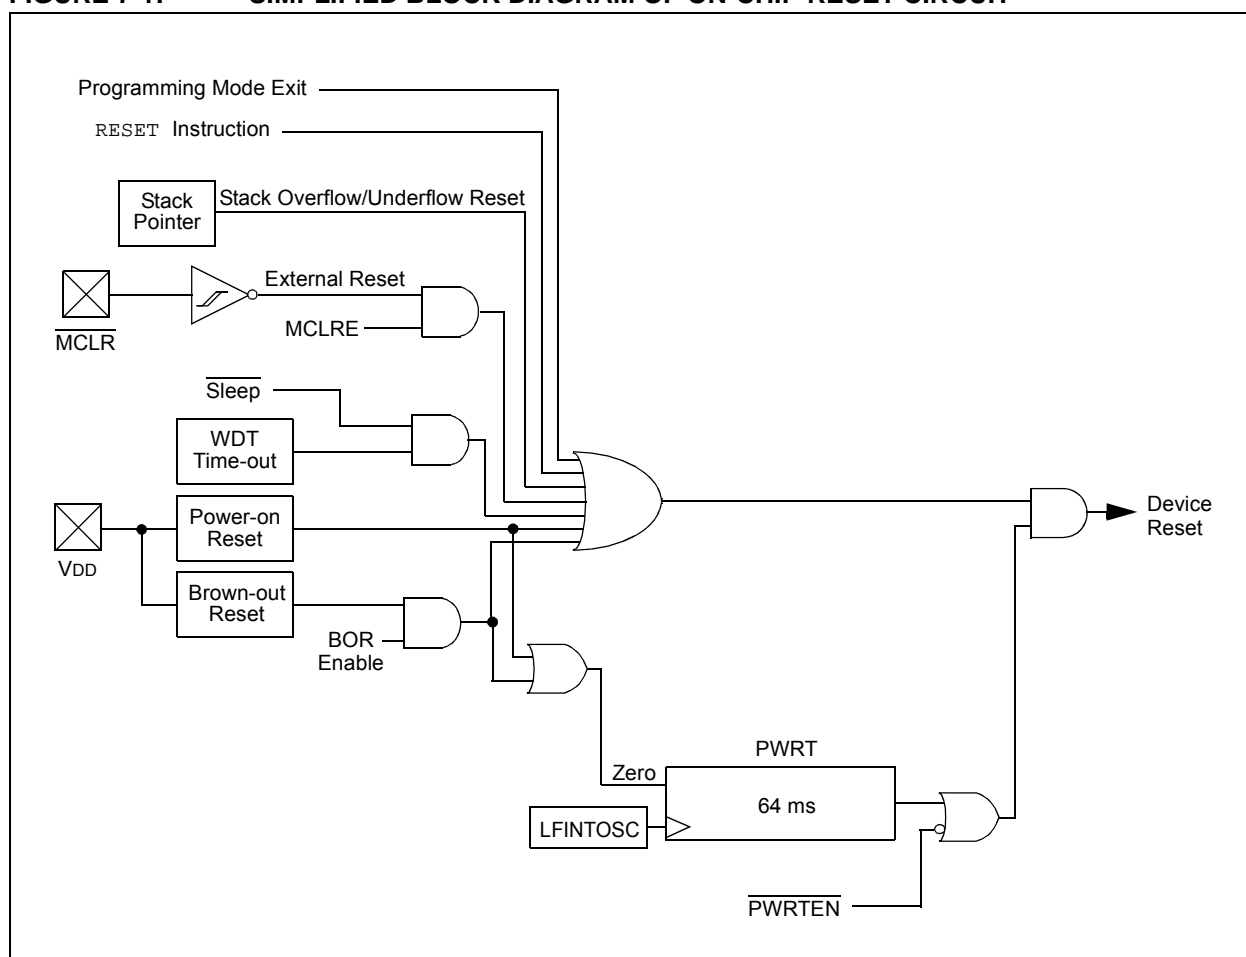 Programming Mode Exit
RESET Instruction
Stack
Pointer
Stack Overflow/Underflow Reset
External Reset
MCLR
MCLRE
Sleep
WDT
Time-out
Power-on
Reset
VDD
Brown-out
Reset
BOR
Enable
Device
Reset
PWRT
Zero
64 ms
LFINTOSC
PWRTEN